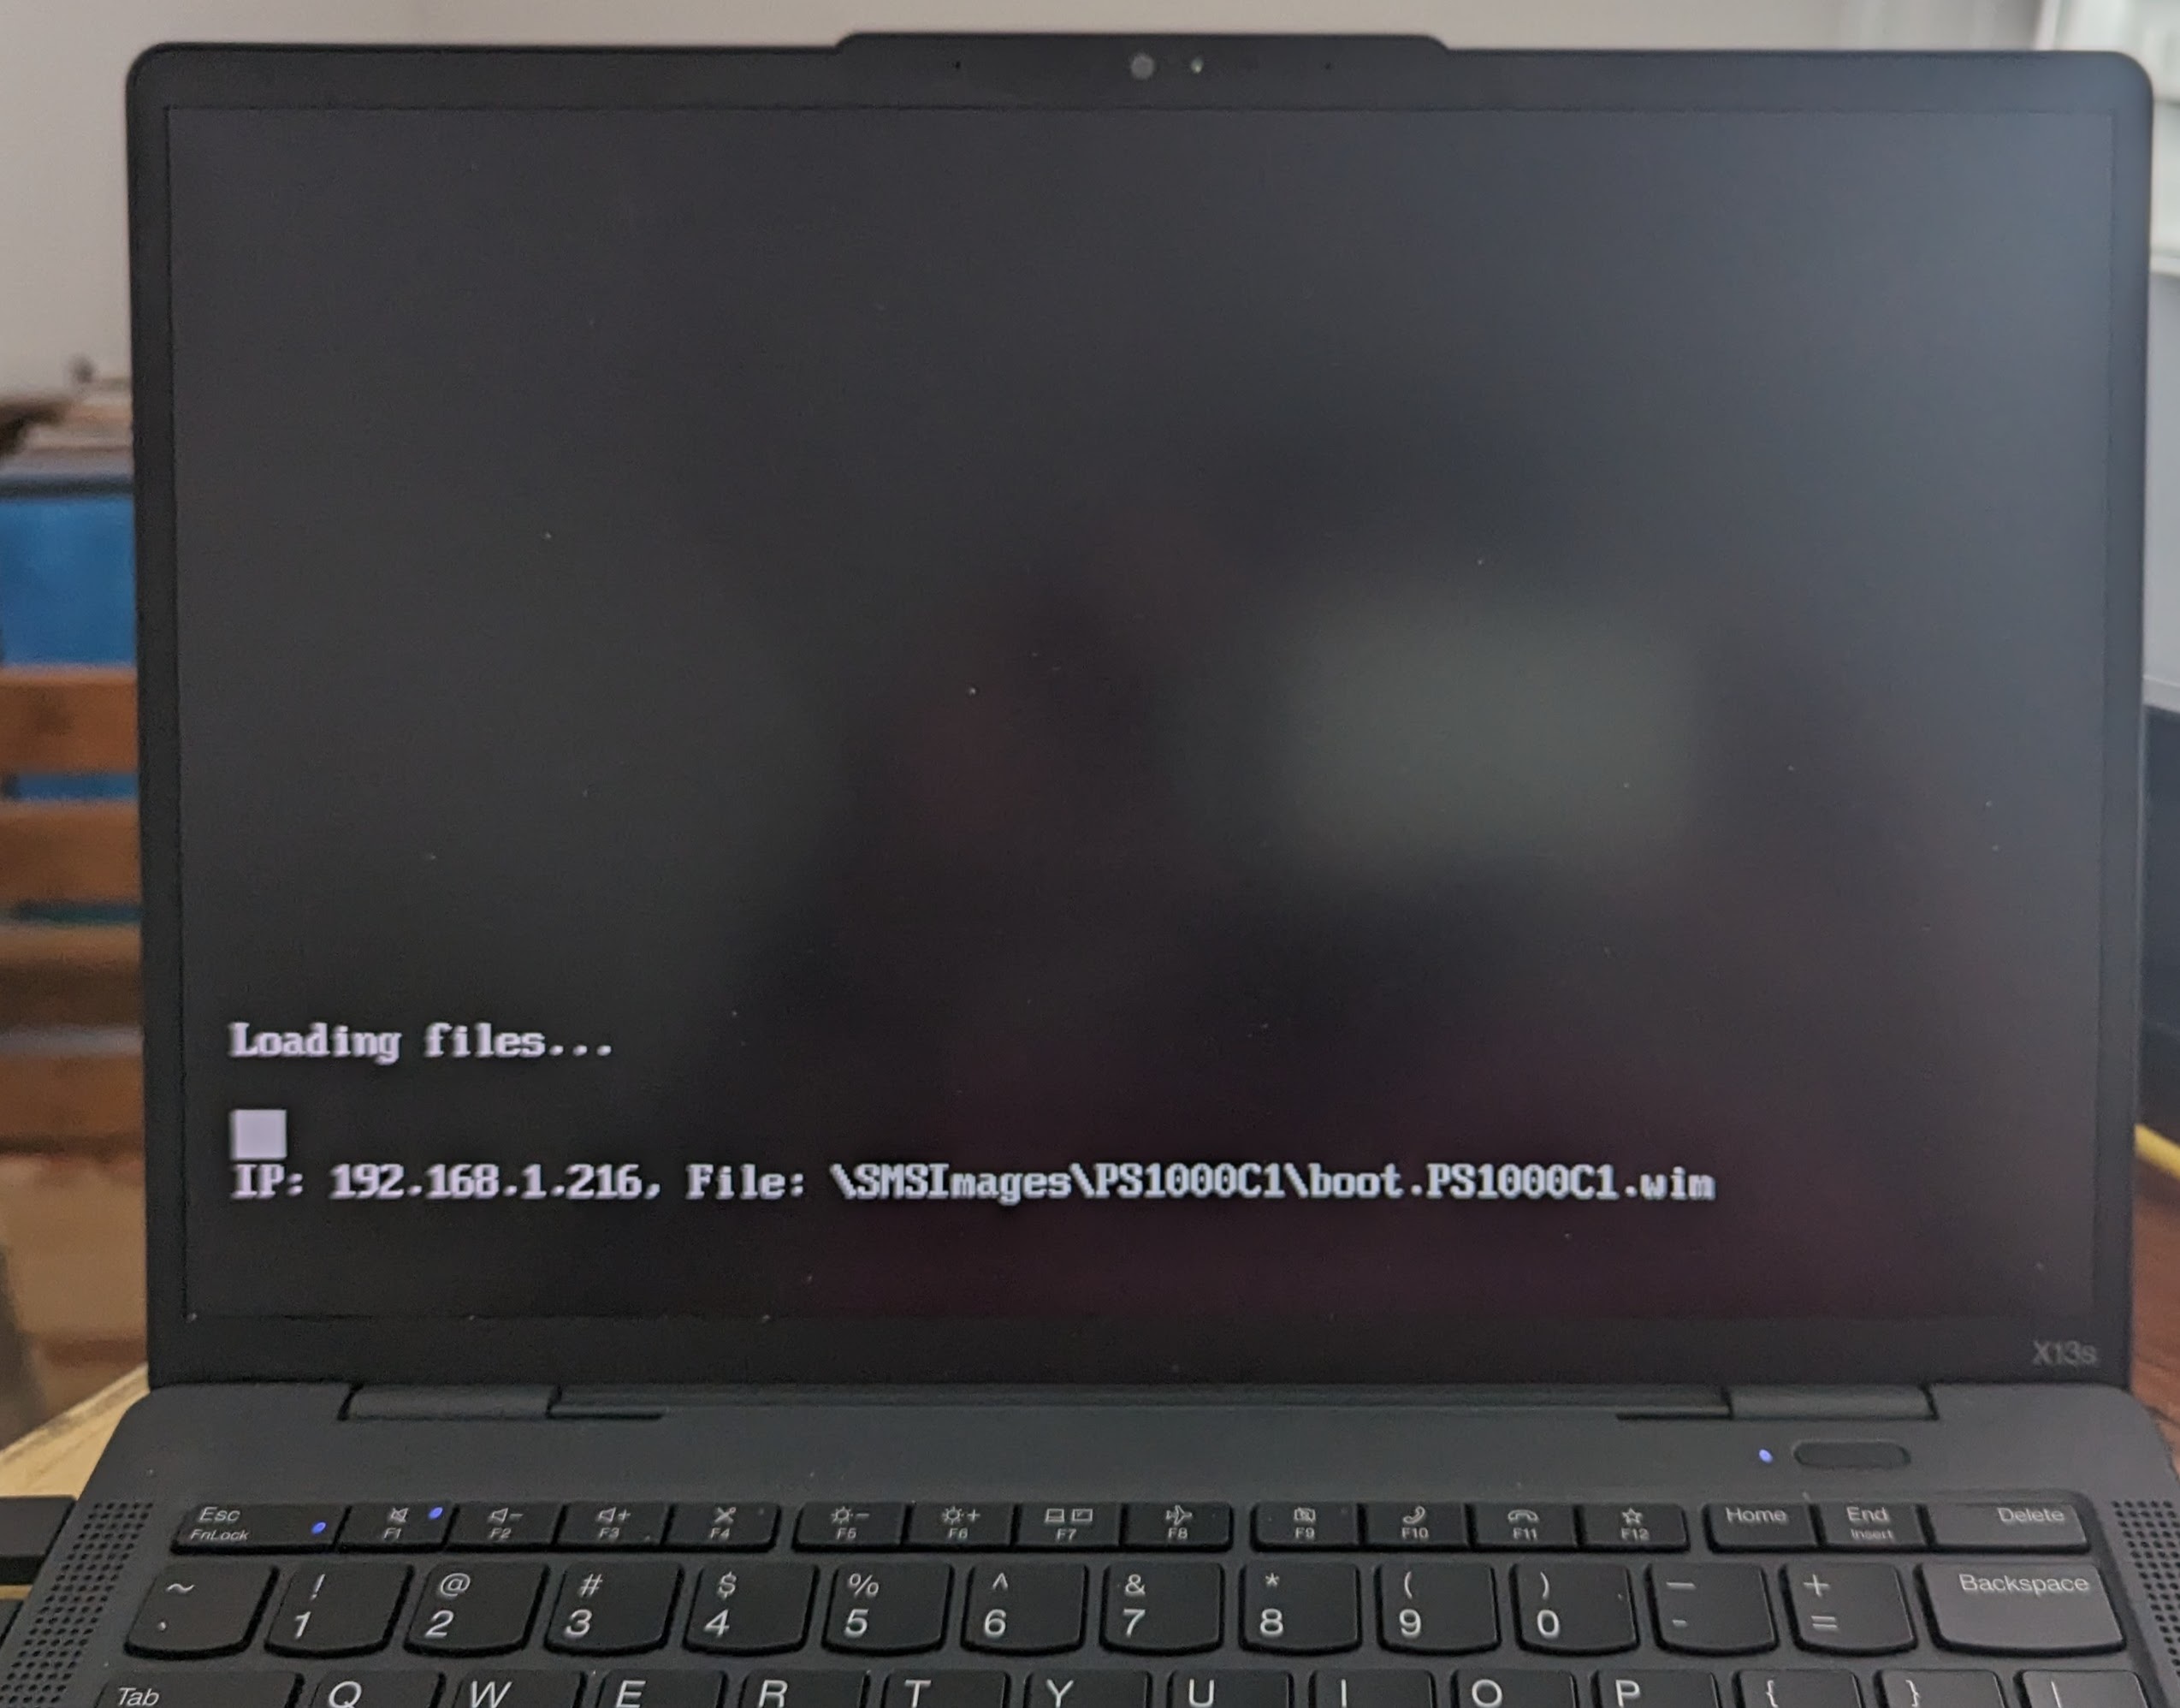 Loading files...
IP: 192.168.1.216, File: \SMSImages\PS1000C1\boot.PS1000C1.wim
X13s
Esc
FnLock
F1
F2
F3
F4
F5
F6
F7
F8
F9
F10
F11
F12
Home
End
Insert
Delete
~ ! @ # $ % ^ & * ( ) _ + Backspace
` 1 2 3 4 5 6 7 8 9 0 - =
Tab Q W E R T Y U I O P { } |